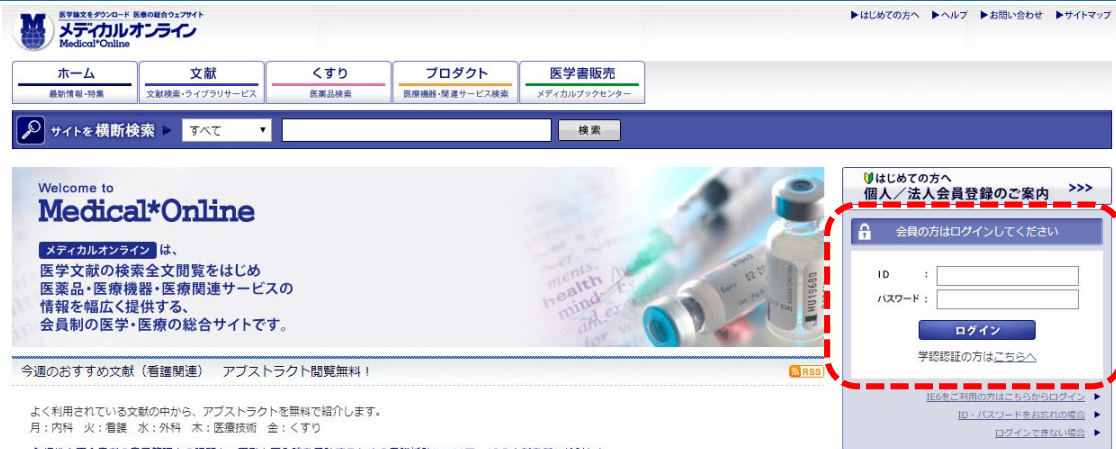 医学論文をダウンロード 医療の総合ウェブサイト
メディカルオンライン
Medical*Online
▶はじめての方へ ▶ヘルプ ▶お問い合わせ ▶サイトマップ
ホーム
最新情報・特集
文献
文献検索・ライブラリサービス
くすり
医薬品検索
プロダクト
医療機器・関連サービス検索
医学書販売
メディカルブックセンター
サイトを横断検索 ▶ すべて ▼ 検索
Welcome to
Medical*Online
メディカルオンライン は、
医学文献の検索全文閲覧をはじめ
医薬品・医療機器・医療関連サービスの
情報を幅広く提供する、
会員制の医学・医療の総合サイトです。
ments.
health
mind
HU19680
はじめての方へ
個人／法人会員登録のご案内 >>>
会員の方はログインしてください
ID :
パスワード :
ログイン
学認認証の方はこちらへ
IE6をご利用の方はこちらからログイン ▶
ID・パスワードをお忘れの場合 ▶
ログインできない場合 ▶
今週のおすすめ文献（看護関連） アブストラクト閲覧無料！
RSS
よく利用されている文献の中から、アブストラクトを無料で紹介します。
月：内科 火：看護 水：外科 木：医療技術 金：くすり